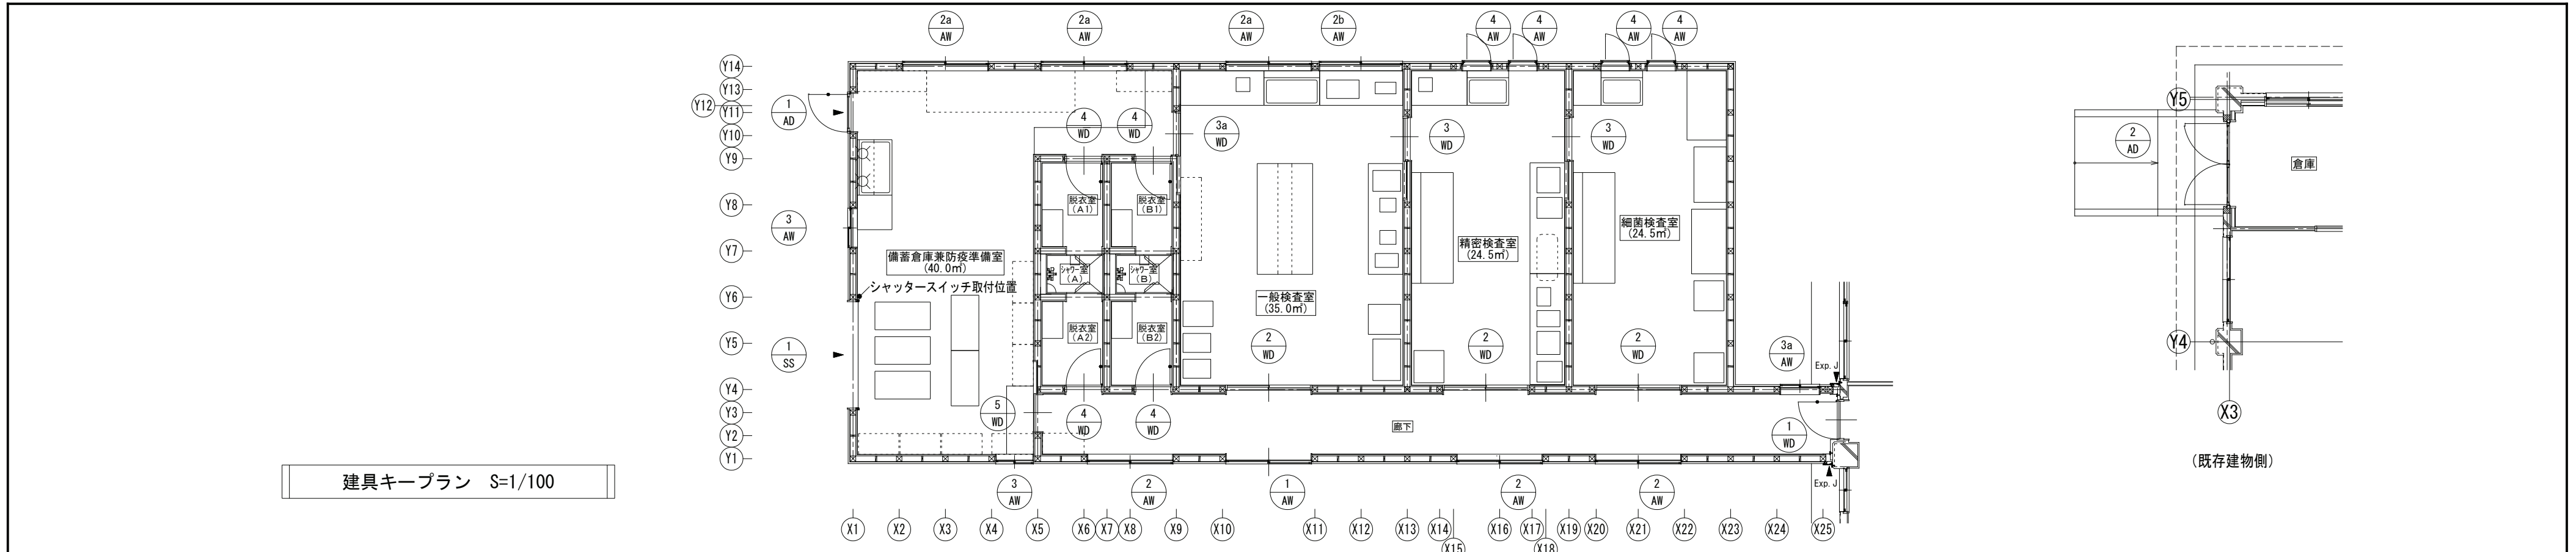 2a
AW
2a
AW
2a
AW
2b
AW
4
AW
4
AW
4
AW
4
AW
Y14
Y13
Y12
Y11
Y10
Y9
Y8
Y7
Y6
Y5
Y4
Y3
Y2
Y1
1
AD
3
AW
1
SS
4
WD
4
WD
3a
WD
3
WD
3
WD
脱衣室
(A1)
脱衣室
(B1)
備蓄倉庫兼防疫準備室
(40.0㎡)
シャッタースイッチ取付位置
シャワー室
(A)
シャワー室
(B)
脱衣室
(A2)
脱衣室
(B2)
一般検査室
(35.0㎡)
精密検査室
(24.5㎡)
細菌検査室
(24.5㎡)
2
WD
2
WD
2
WD
3a
AW
Exp. J
5
WD
4
WD
4
WD
廊下
1
WD
Exp. J
3
AW
2
AW
1
AW
2
AW
2
AW
X1
X2
X3
X4
X5
X6
X7
X8
X9
X10
X11
X12
X13
X14
X15
X16
X17
X18
X19
X20
X21
X22
X23
X24
X25
建具キープラン S=1/100
Y5
2
AD
倉庫
Y4
X3
(既存建物側)